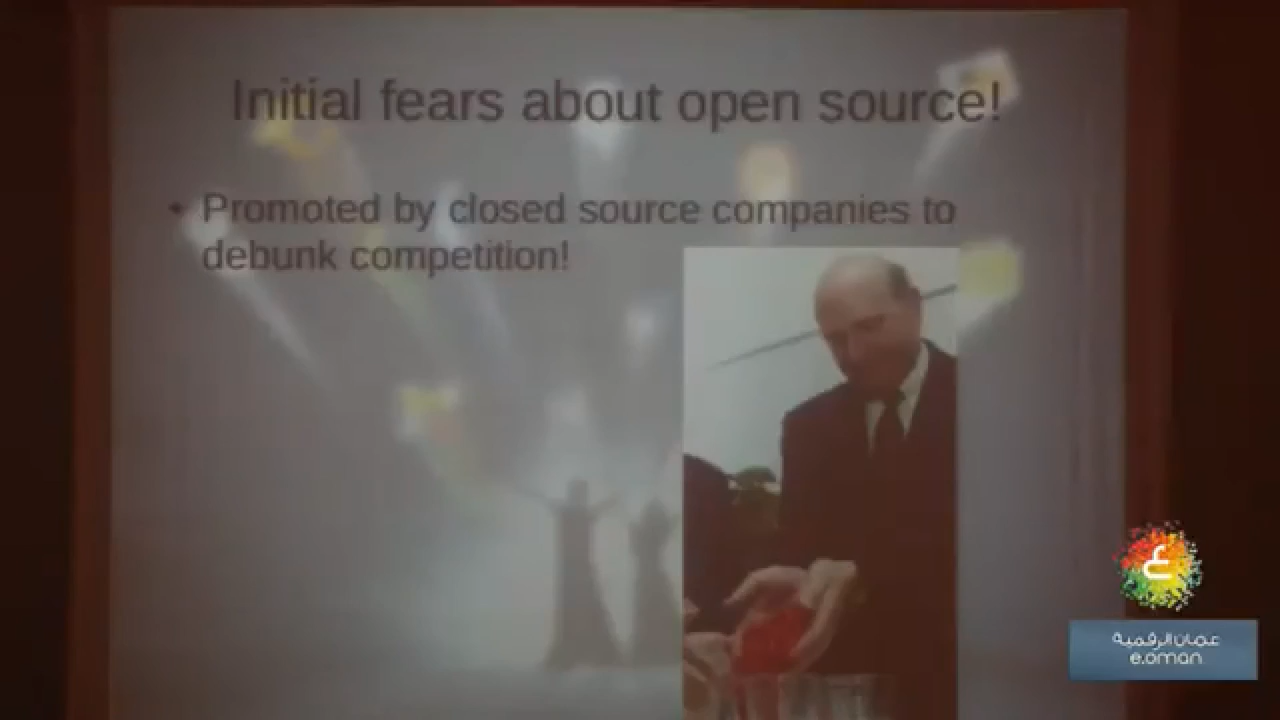 Initial fears about open source!
• Promoted by closed source companies to
debunk competition!
ع
عمان الرقمية
e.oman